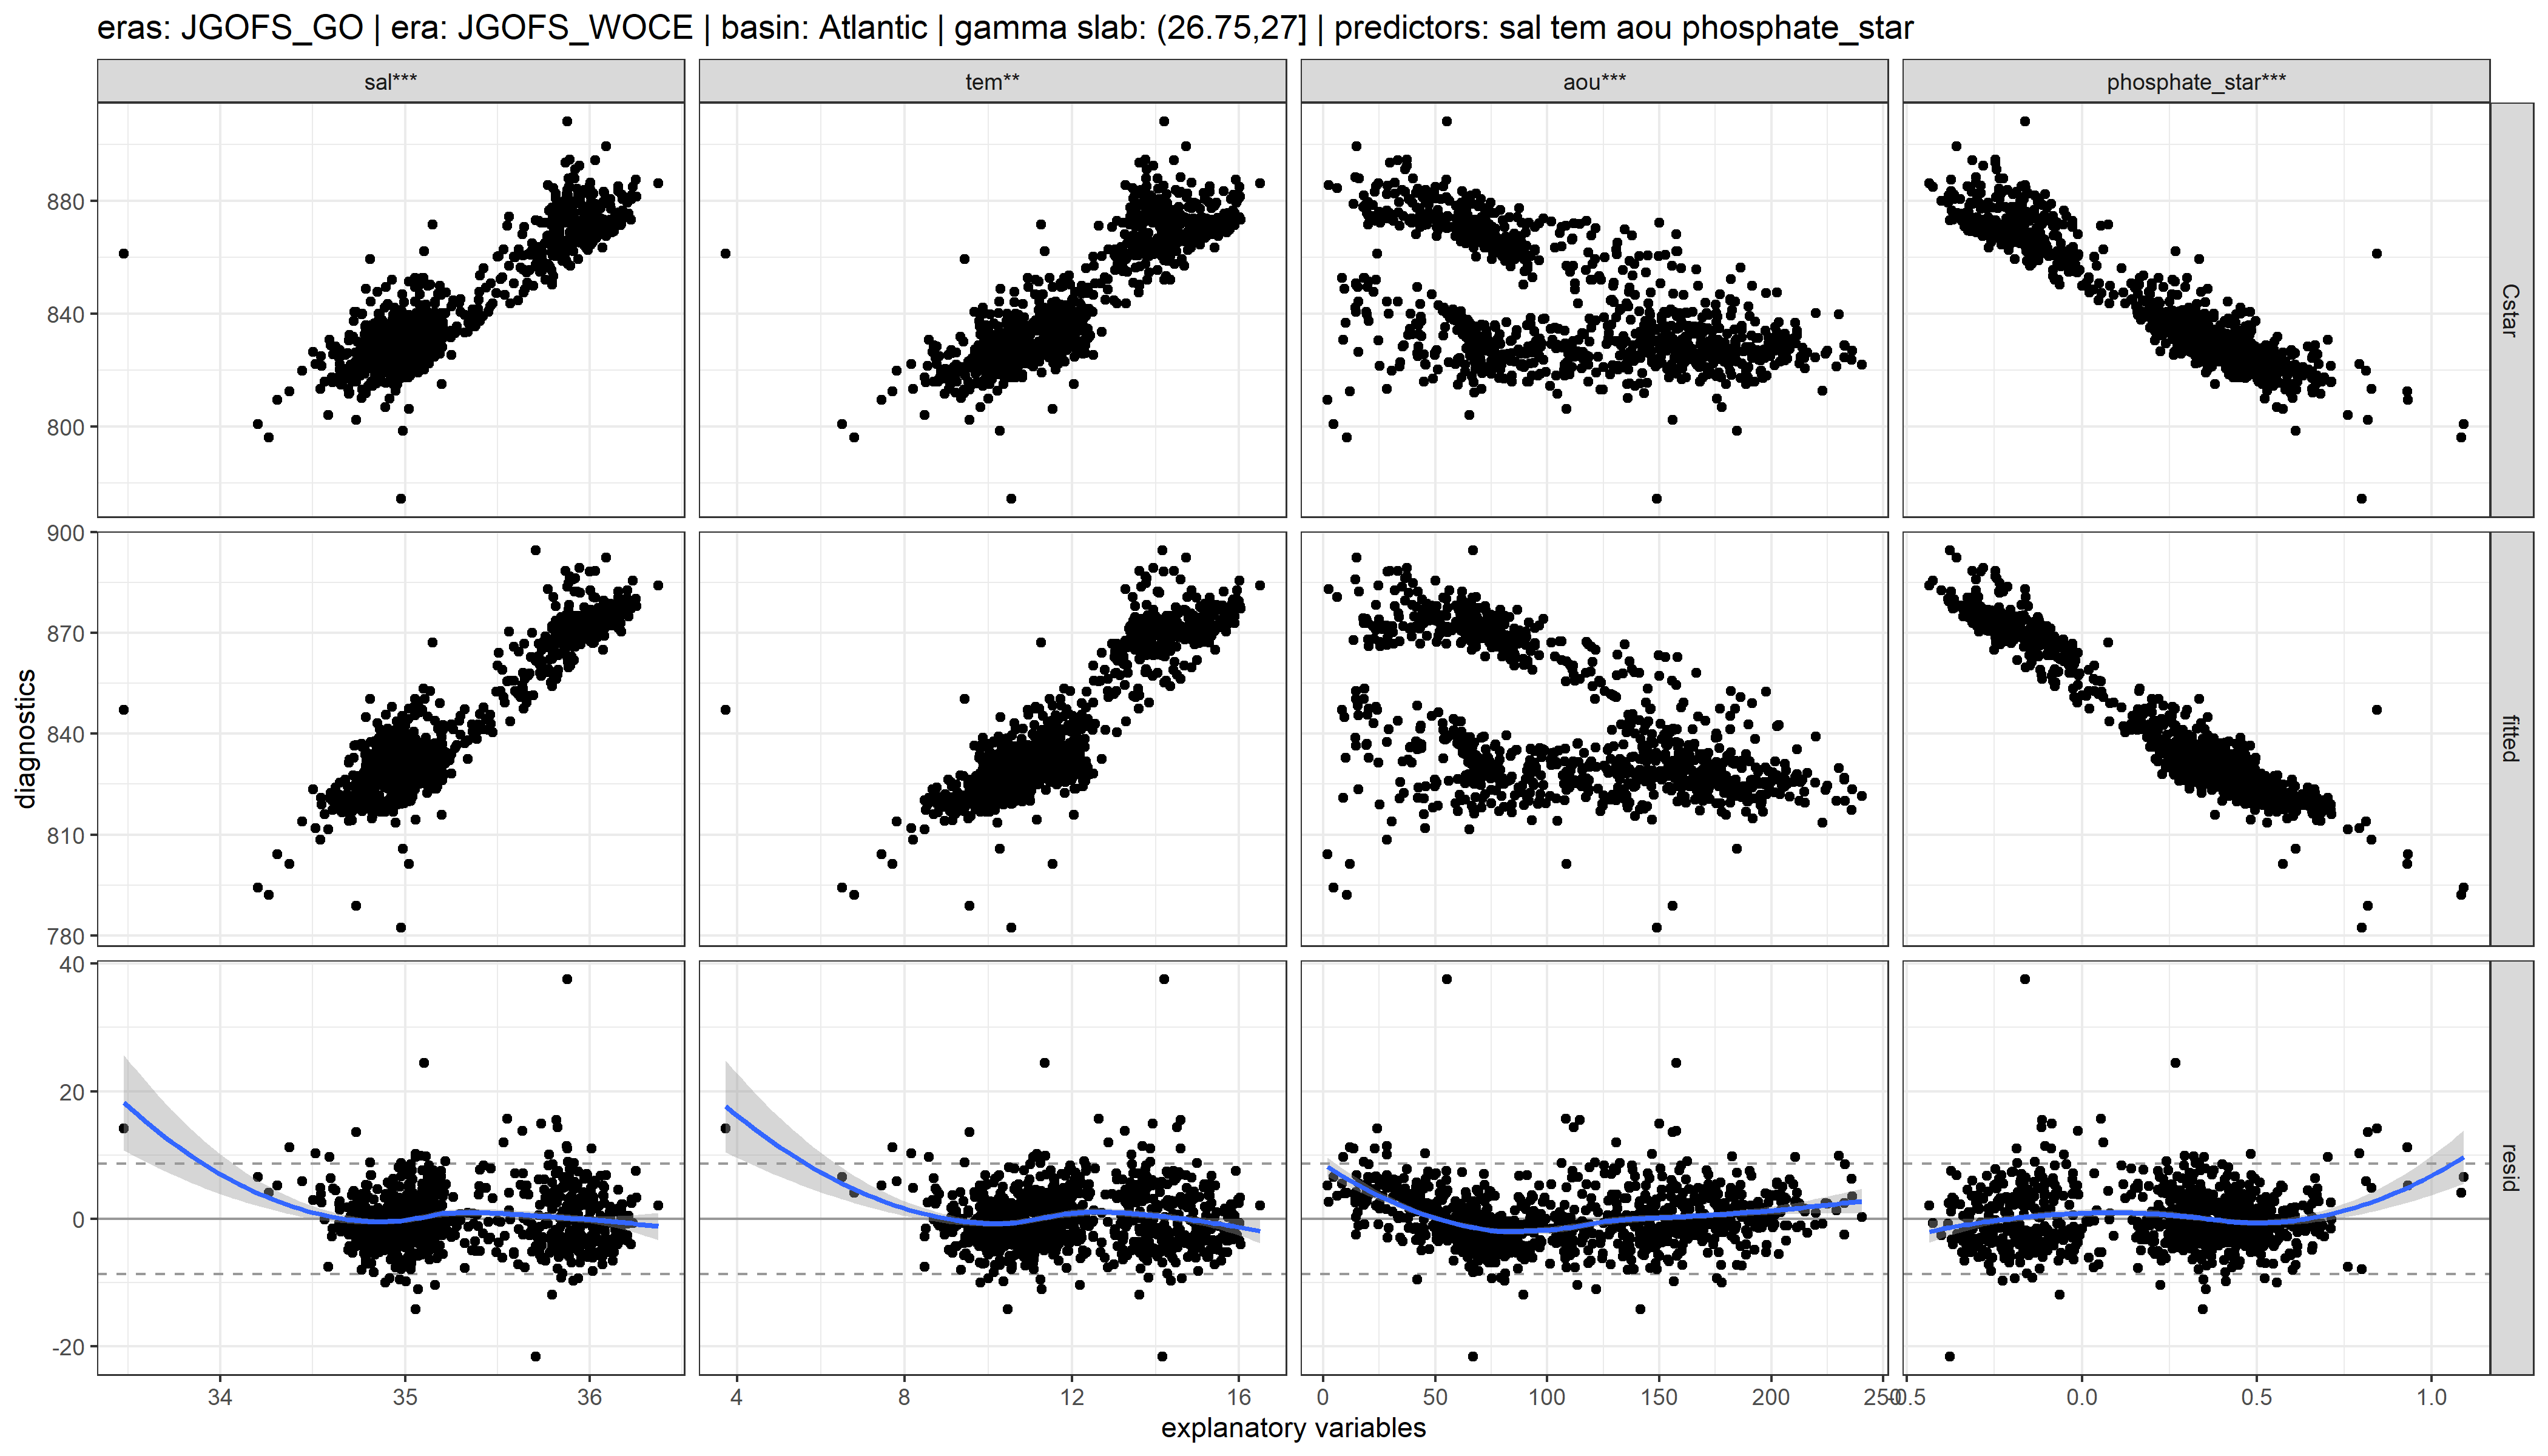 eras: JGOFS_GO | era: JGOFS_WOCE | basin: Atlantic | gamma slab: (26.75,27] | predictors: sal tem aou phosphate_star
sal*** tem** aou*** phosphate_star***
880
840
800
Cstar
900
870
840
810
780
fitted
40
20
0
-20
resid
diagnostics
34 35 36 4 8 12 16 0 50 100 150 200 250 -0.5 0.0 0.5 1.0
explanatory variables